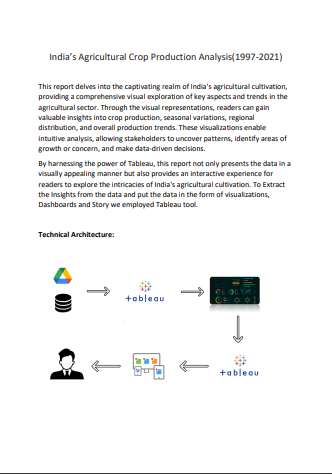 India's Agricultural Crop Production Analysis(1997-2021)
This report delves into the captivating realm of India's agricultural cultivation,
providing a comprehensive visual exploration of key aspects and trends in the
agricultural sector. Through the visual representations, readers can gain
valuable insights into crop production, seasonal variations, regional
distribution, and overall production trends. These visualizations enable
intuitive analysis, allowing stakeholders to uncover patterns, identify areas of
growth or concern, and make data-driven decisions.
By harnessing the power of Tableau, this report not only presents the data in a
visually appealing manner but also provides an interactive experience for
readers to explore the intricacies of India's agricultural cultivation. To Extract
the Insights from the data and put the data in the form of visualizations,
Dashboards and Story we employed Tableau tool.
Technical Architecture:
+ableau
+ableau